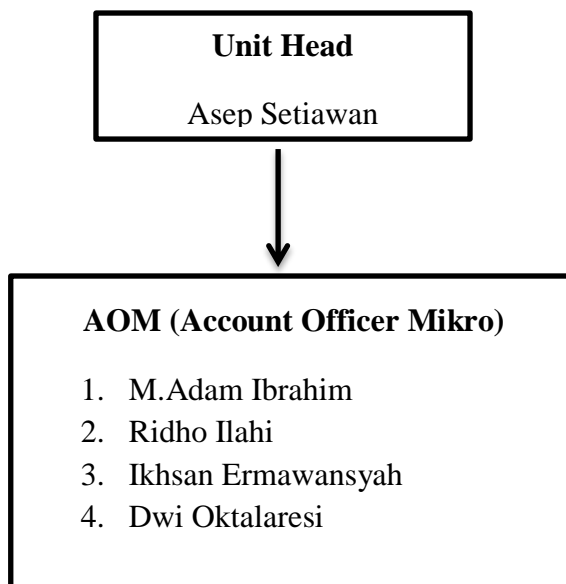 Unit Head
Asep Setiawan
AOM (Account Officer Mikro)
1. M.Adam Ibrahim
2. Ridho Ilahi
3. Ikhsan Ermawansyah
4. Dwi Oktalaresi